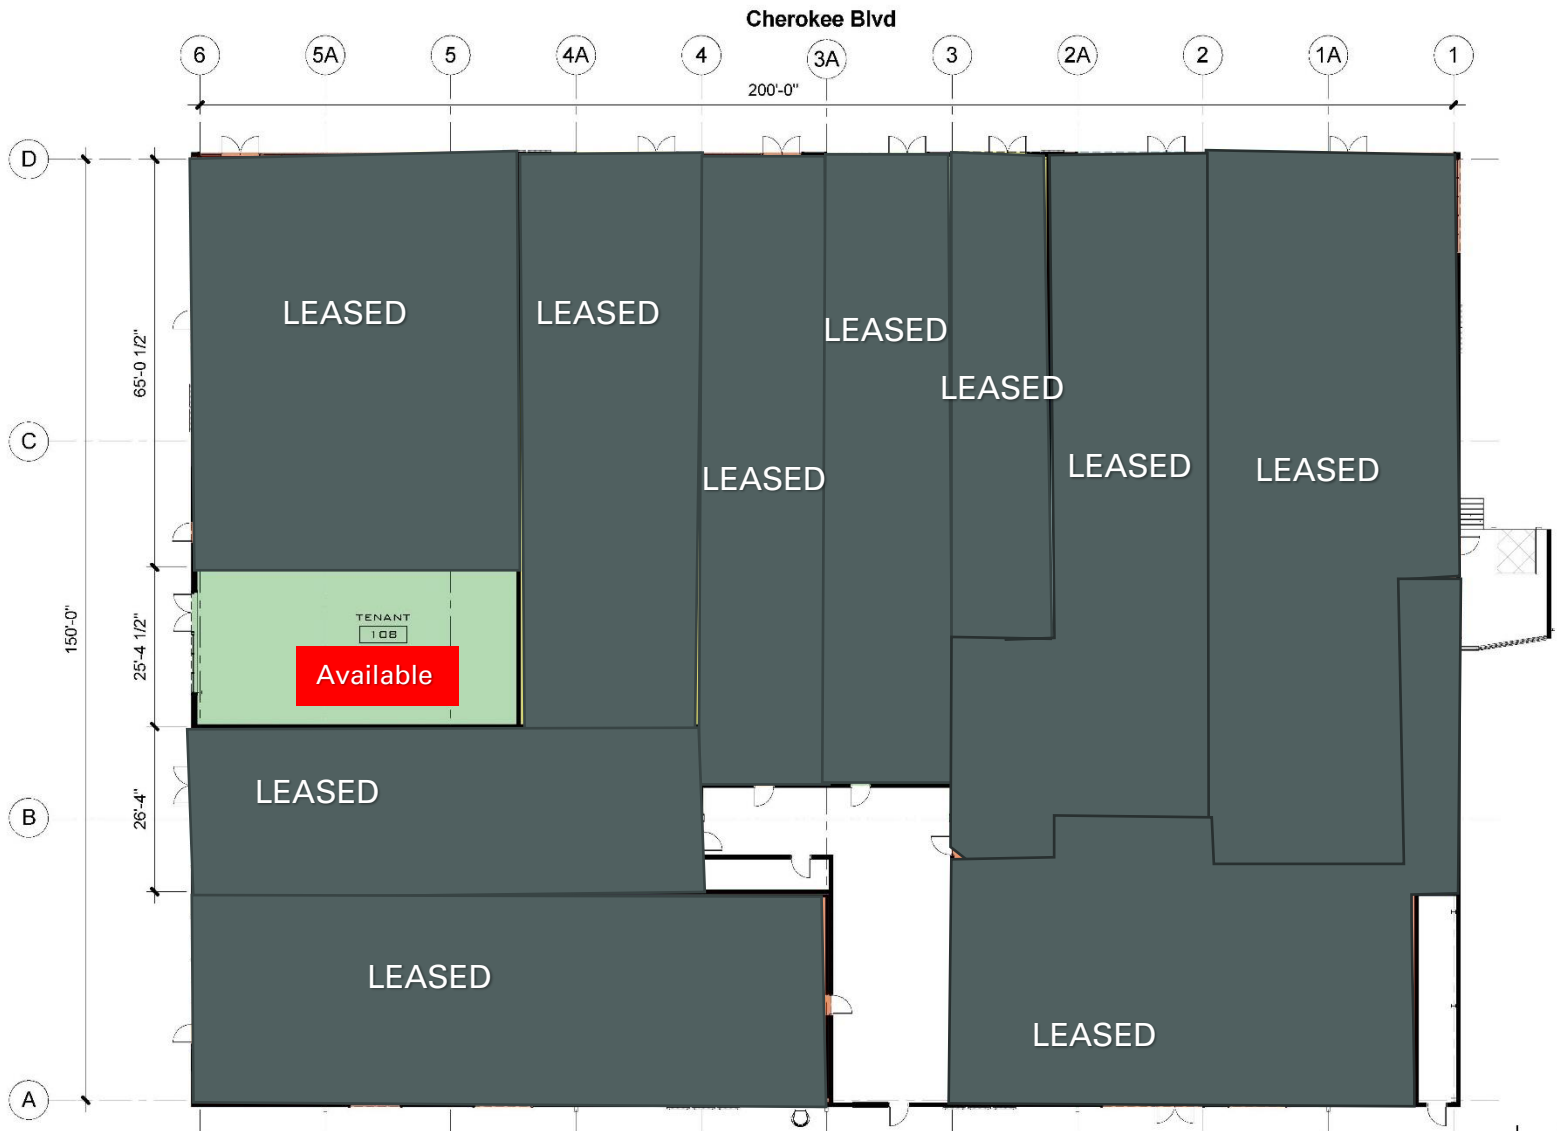 Cherokee Blvd
6 5A 5 4A 4 3A 3 2A 2 1A 1
200'-0"
D
LEASED
LEASED
LEASED
65'-0 1/2"
LEASED
C
LEASED
LEASED
LEASED
150'-0"
25'-4 1/2"
TENANT
108
Available
LEASED
26'-4"
B
LEASED
LEASED
A